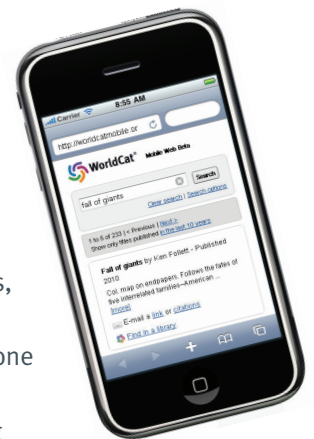 Carrier 8:55 AM
http://worldcatmobile.or
WorldCat® Mobile Web Beta
fall of giants Search
Clear search | Search options
1 to 5 of 233 | < Previous | Next >
Show only titles published in the last 10 years
Fall of giants by Ken Follett - Published
2010
Col. map on endpapers. Follows the fates of
five interrelated families--American ...
[more]
E-mail a link or citations
Find in a library
s,
one